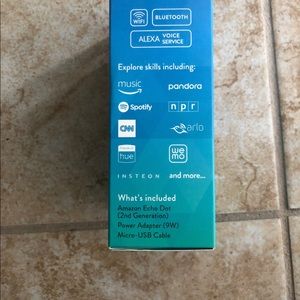 WiFi BLUETOOTH
ALEXA VOICE SERVICE
Explore skills including:
music pandora
Spotify npr
CNN arlo
hue wemo
INSTEON and more...
What's included
Amazon Echo Dot
(2nd Generation)
Power Adapter (9W)
Micro-USB Cable